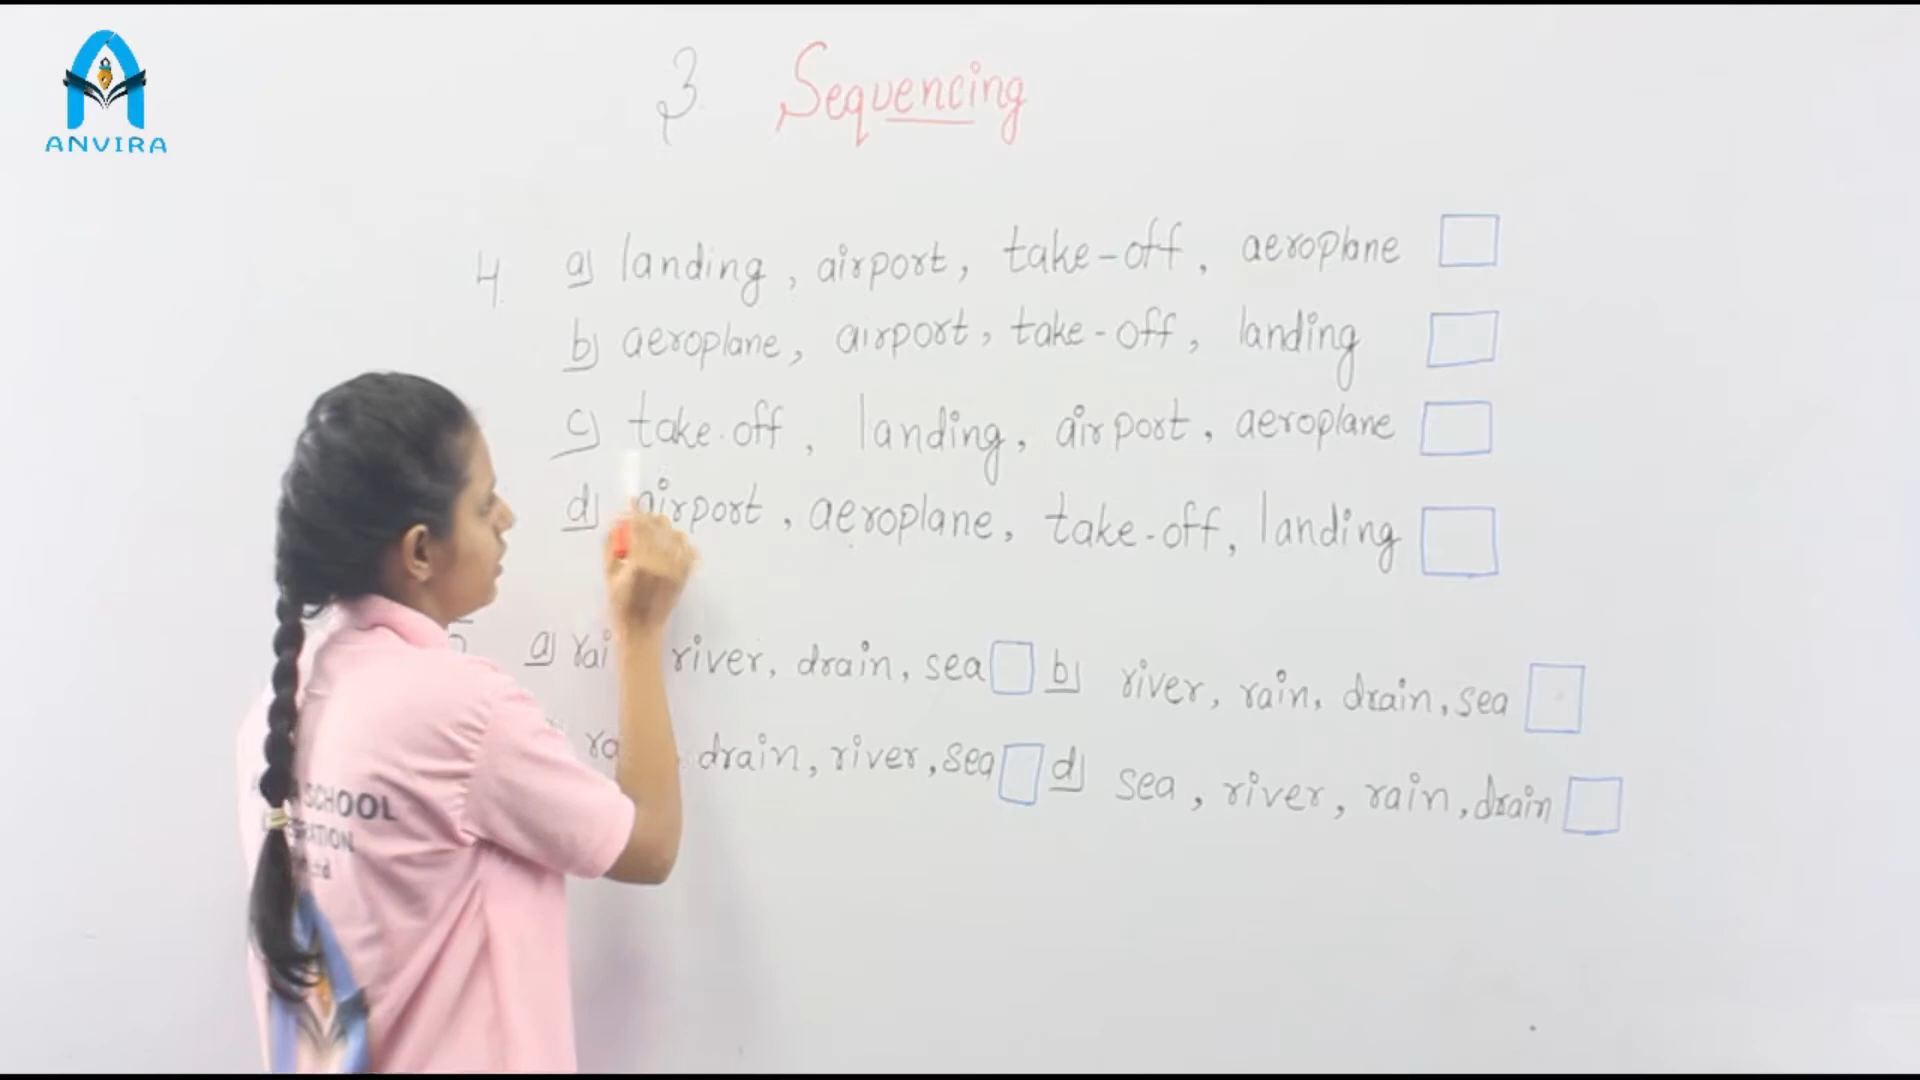 ANVIRA
3. Sequencing
4. a) landing, airport, take-off, aeroplane
b) aeroplane, airport, take-off, landing
c) take-off, landing, airport, aeroplane
d) airport, aeroplane, take-off, landing
a) river, drain, sea b) river, rain, drain, sea
drain, river, sea d) sea, river, rain, drain
SCHOOL